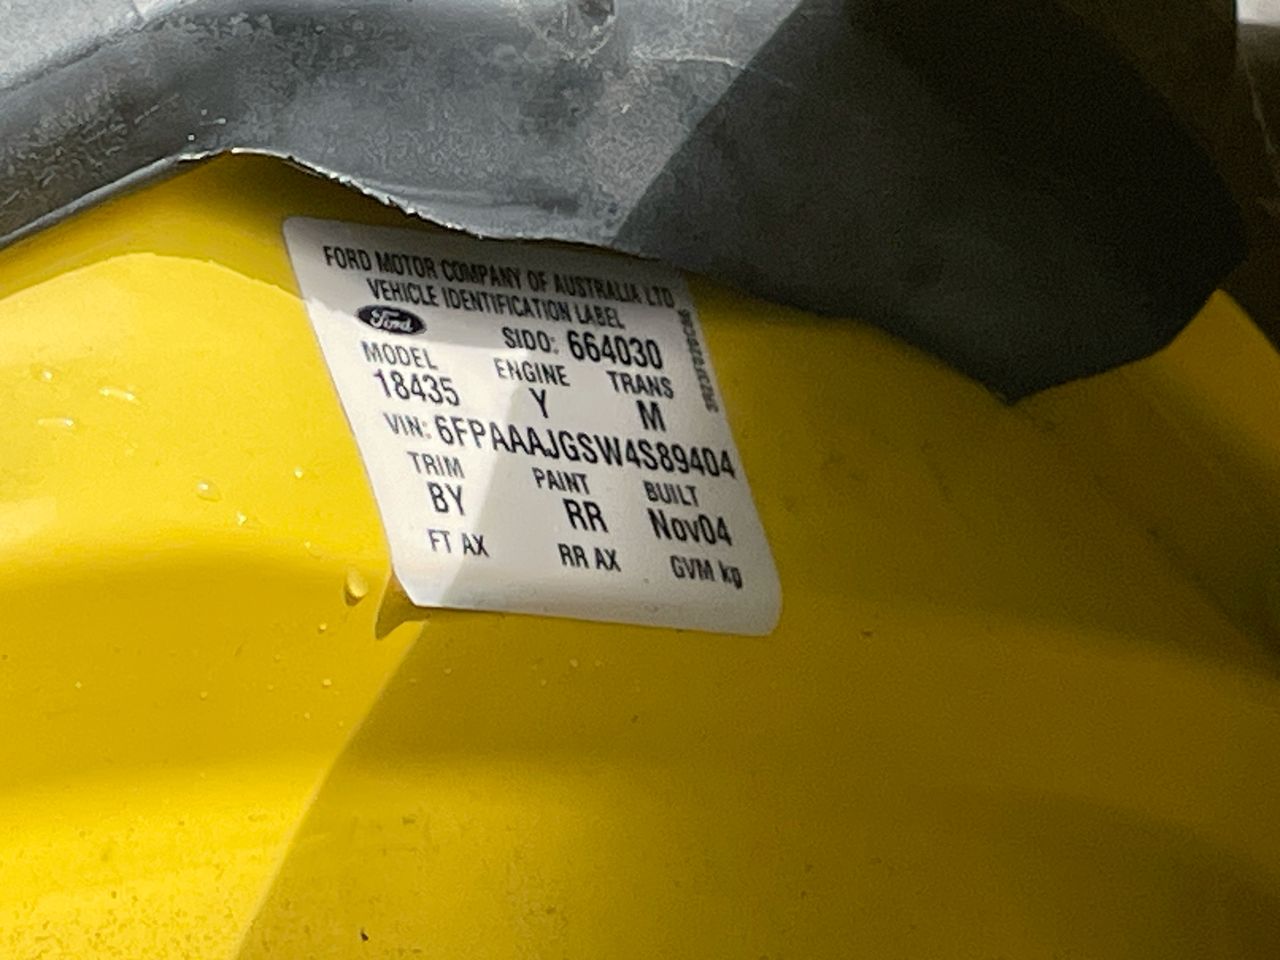 FORD MOTOR COMPANY OF AUSTRALIA LTD
VEHICLE IDENTIFICATION LABEL
Ford SIDO: 664030
MODEL ENGINE TRANS
18435 Y M
VIN: 6FPAAAJGSW4S89404
TRIM PAINT BUILT
BY RR Nov04
FT AX RR AX GVM kg